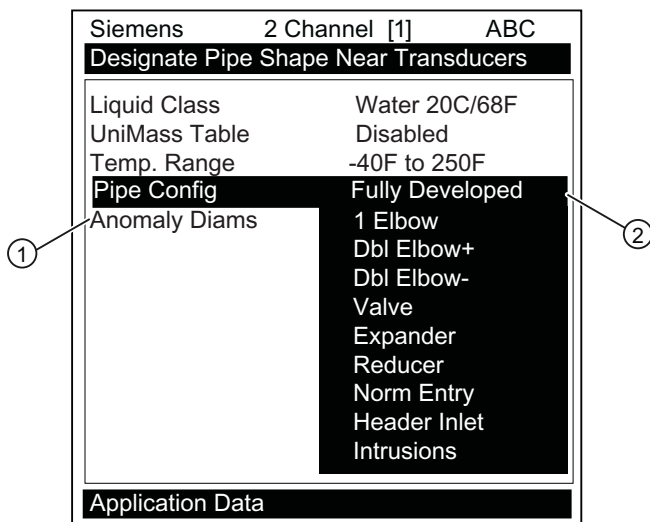 Siemens 2 Channel [1] ABC
Designate Pipe Shape Near Transducers
Liquid Class Water 20C/68F
UniMass Table Disabled
Temp. Range -40F to 250F
Pipe Config Fully Developed
Anomaly Diams 1 Elbow
Dbl Elbow+
Dbl Elbow-
Valve
Expander
Reducer
Norm Entry
Header Inlet
Intrusions
Application Data
1
2